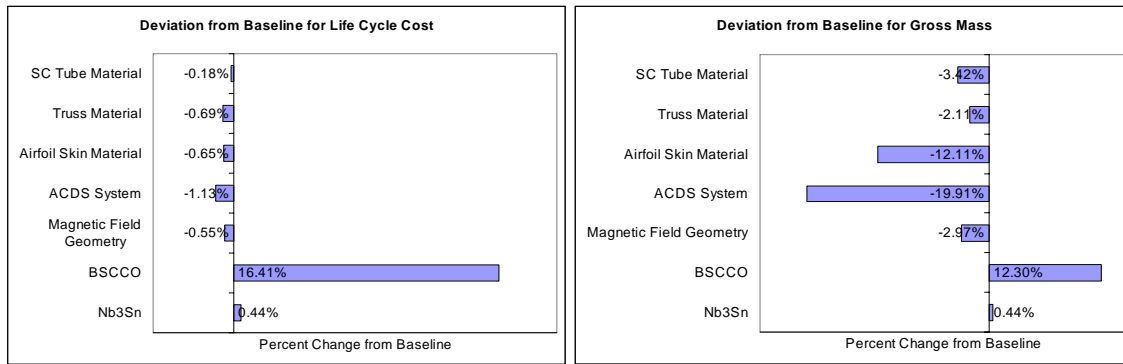 Deviation from Baseline for Life Cycle Cost
SC Tube Material -0.18%
Truss Material -0.69%
Airfoil Skin Material -0.65%
ACDS System -1.13%
Magnetic Field
Geometry -0.55%
BSCCO 16.41%
Nb3Sn 0.44%
Percent Change from Baseline
Deviation from Baseline for Gross Mass
SC Tube Material -3.42%
Truss Material -2.11%
Airfoil Skin Material -12.11%
ACDS System -19.91%
Magnetic Field Geometry -2.97%
BSCCO 12.30%
Nb3Sn 0.44%
Percent Change from Baseline